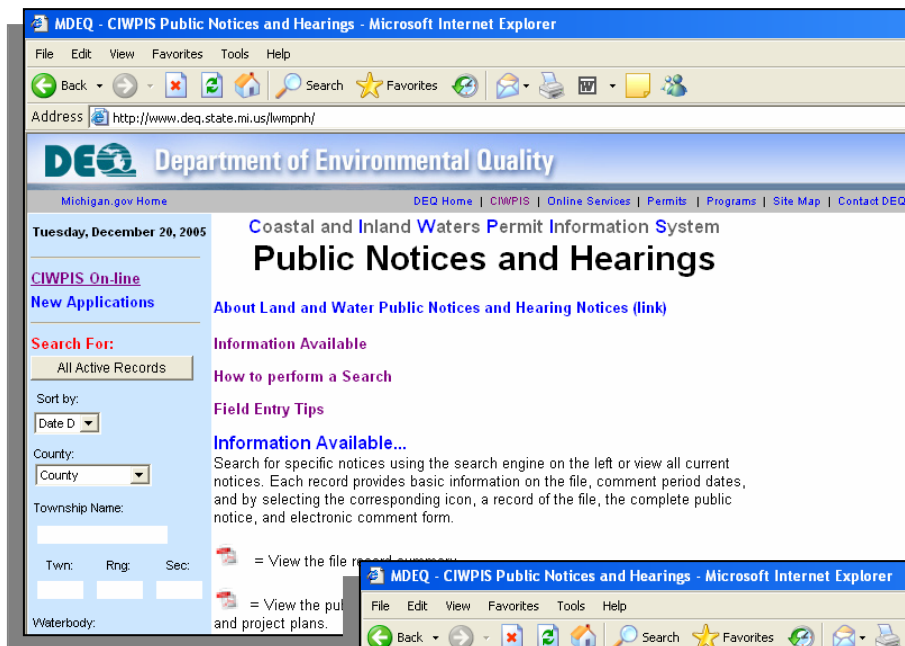 MDEQ - CIWPIS Public Notices and Hearings - Microsoft Internet Explorer
File Edit View Favorites Tools Help
Back Search Favorites
Address http://www.deq.state.mi.us/lwmpnh/
DEQ Department of Environmental Quality
Michigan.gov Home DEQ Home | CIWPIS | Online Services | Permits | Programs | Site Map | Contact DEQ
Tuesday, December 20, 2005
CIWPIS On-line
New Applications
Search For:
All Active Records
Sort by:
Date D
County:
County
Township Name:
Twn: Rng: Sec:
Waterbody:
Coastal and Inland Waters Permit Information System
Public Notices and Hearings
About Land and Water Public Notices and Hearing Notices (link)
Information Available
How to perform a Search
Field Entry Tips
Information Available...
Search for specific notices using the search engine on the left or view all current
notices. Each record provides basic information on the file, comment period dates,
and by selecting the corresponding icon, a record of the file, the complete public
notice, and electronic comment form.
= View the file record summary
= View the pu
and project plans.
MDEQ - CIWPIS Public Notices and Hearings - Microsoft Internet Explorer
File Edit View Favorites Tools Help
Back Search Favorites